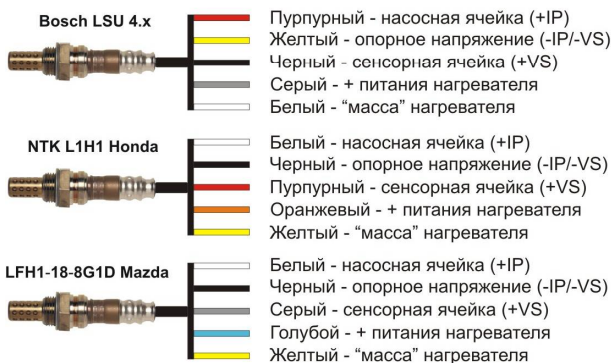 Bosch LSU 4.x
Пурпурный - насосная ячейка (+IP)
Желтый - опорное напряжение (-IP/-VS)
Черный - сенсорная ячейка (+VS)
Серый - + питания нагревателя
Белый - “масса” нагревателя
NTK L1H1 Honda
Белый - насосная ячейка (+IP)
Черный - опорное напряжение (-IP/-VS)
Пурпурный - сенсорная ячейка (+VS)
Оранжевый - + питания нагревателя
Желтый - “масса” нагревателя
LFH1-18-8G1D Mazda
Белый - насосная ячейка (+IP)
Черный - опорное напряжение (-IP/-VS)
Серый - сенсорная ячейка (+VS)
Голубой - + питания нагревателя
Желтый - “масса” нагревателя